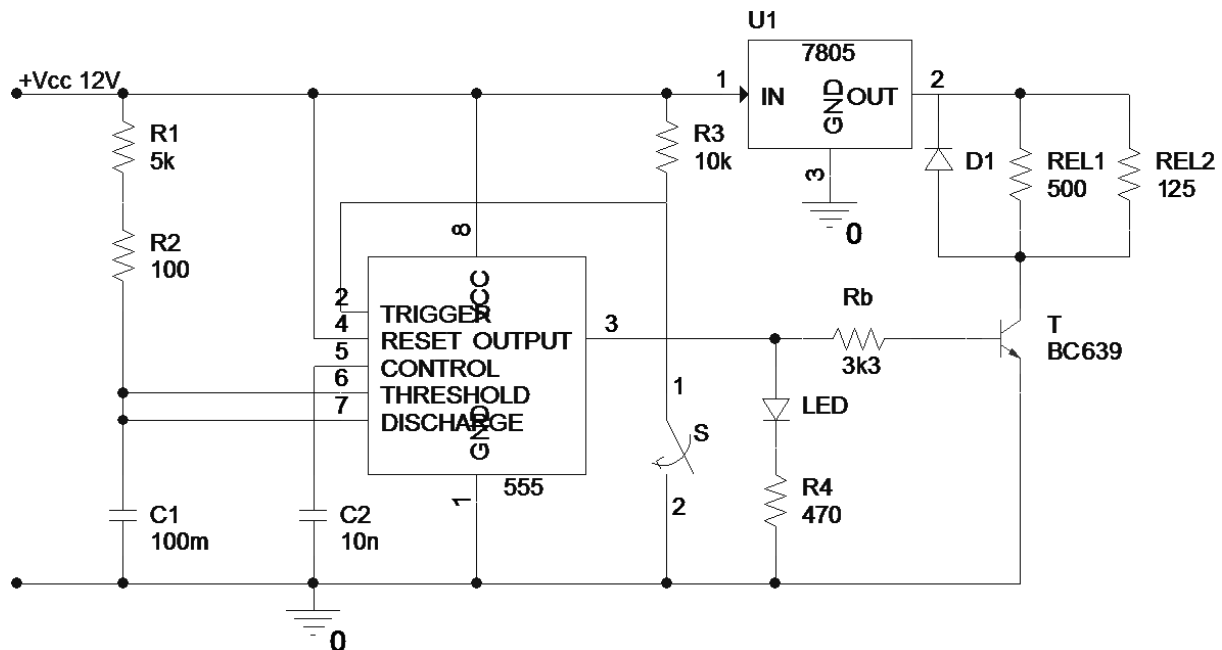 U1
7805
+Vcc 12V
1
IN
GND
OUT
2
3
0
R1
5k
R2
100
R3
10k
D1
REL1
500
REL2
125
8
VCC
2
TRIGGER
4
RESET
OUTPUT
3
5
CONTROL
6
THRESHOLD
7
DISCHARGE
GND
1
555
Rb
3k3
T
BC639
1
S
2
LED
R4
470
C1
100m
C2
10n
0